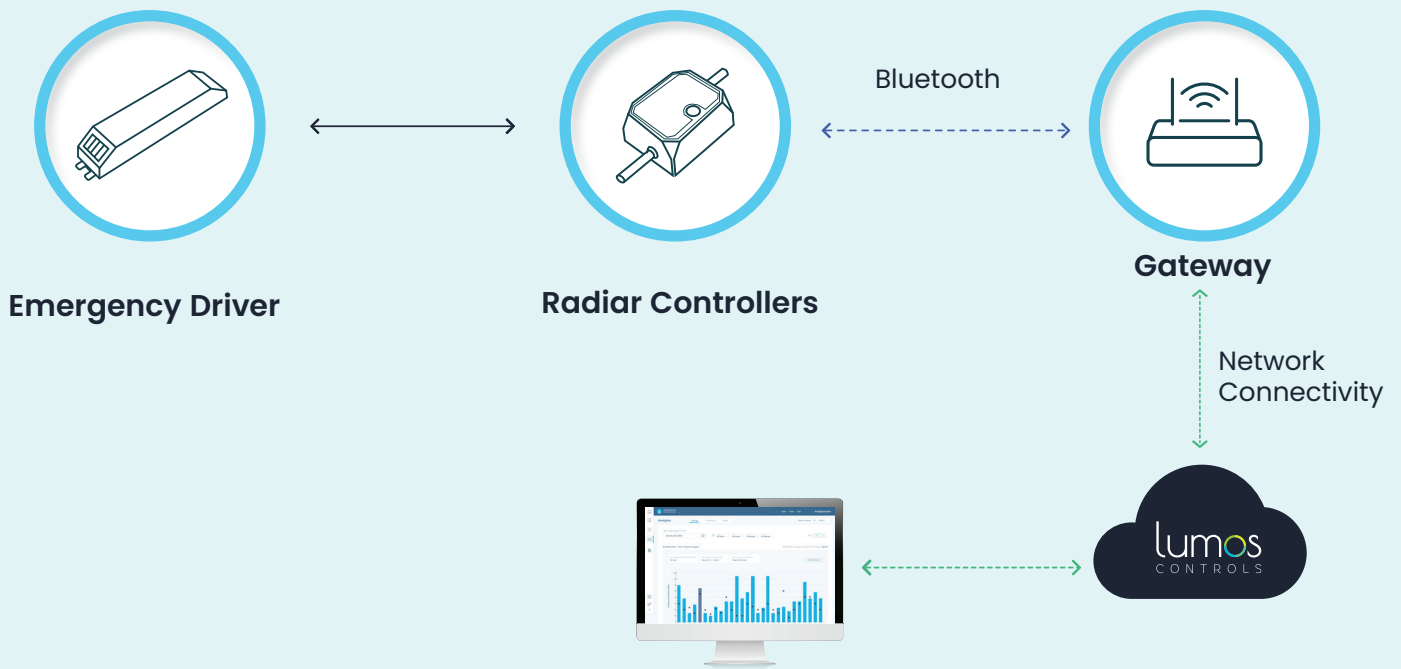 Bluetooth
Emergency Driver
Radiar Controllers
Gateway
Network
Connectivity
lumos
CONTROLS